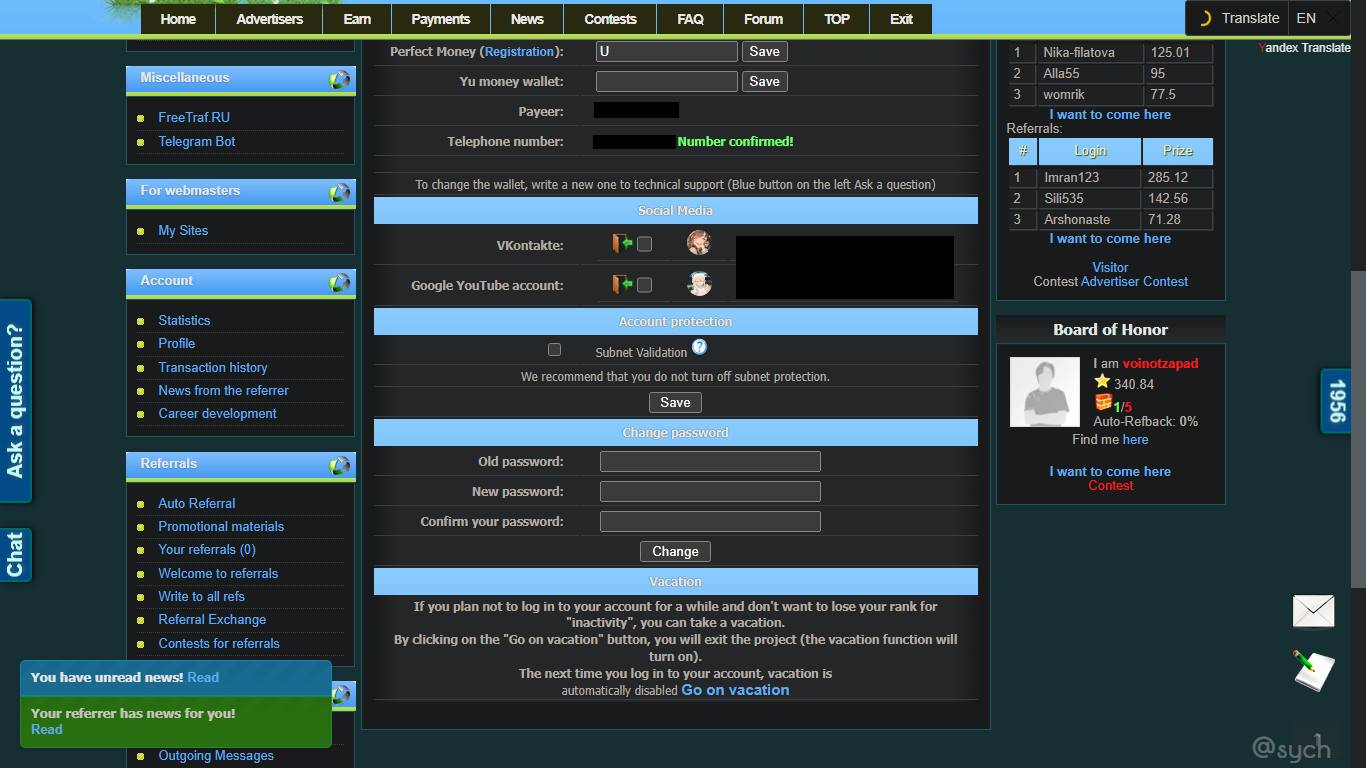 Home Advertisers Earn Payments News Contests FAQ Forum TOP Exit
Translate EN
Yandex Translate
Miscellaneous
FreeTraf.RU
Telegram Bot
For webmasters
My Sites
Account
Statistics
Profile
Transaction history
News from the referrer
Career development
Referrals
Auto Referral
Promotional materials
Your referrals (0)
Welcome to referrals
Write to all refs
Referral Exchange
Contests for referrals
Outgoing Messages
Ask a question?
Chat
You have unread news! Read
Your referrer has news for you!
Read
Perfect Money (Registration): U Save
Yu money wallet: Save
Payeer:
Telephone number: Number confirmed!
To change the wallet, write a new one to technical support (Blue button on the left Ask a question)
Social Media
VKontakte:
Google YouTube account:
Account protection
Subnet Validation ?
We recommend that you do not turn off subnet protection.
Save
Change password
Old password:
New password:
Confirm your password:
Change
Vacation
If you plan not to log in to your account for a while and don't want to lose your rank for
"inactivity", you can take a vacation.
By clicking on the "Go on vacation" button, you will exit the project (the vacation function will
turn on).
The next time you log in to your account, vacation is
automatically disabled Go on vacation
1 Nika-filatova 125.01
2 Alla55 95
3 womrik 77.5
I want to come here
Referrals:
# Login Prize
1 Imran123 285.12
2 Sili535 142.56
3 Arshonaste 71.28
I want to come here
Visitor
Contest Advertiser Contest
Board of Honor
I am voinotzapad
340.84
1/5
Auto-Refback: 0%
Find me here
I want to come here
Contest
1956
@sych